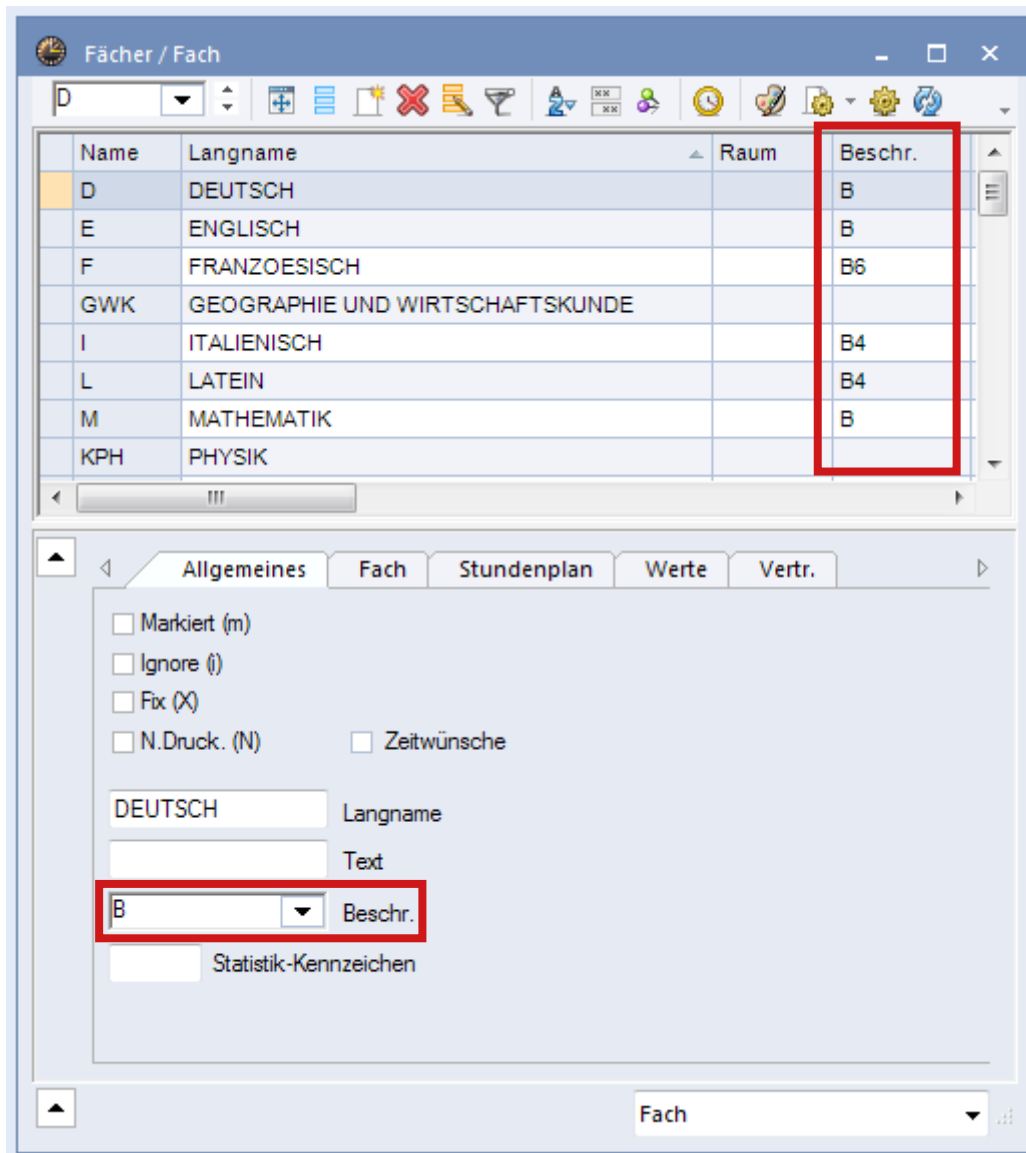 Fächer / Fach
D
Name Langname Raum Beschr.
D DEUTSCH B
E ENGLISCH B
F FRANZOESISCH B6
GWK GEOGRAPHIE UND WIRTSCHAFTSKUNDE
I ITALIENISCH B4
L LATEIN B4
M MATHEMATIK B
KPH PHYSIK
Allgemeines Fach Stundenplan Werte Vertr.
Markiert (m)
Ignore (i)
Fix (X)
N.Druck. (N) Zeitwünsche
DEUTSCH Langname
Text
B Beschr.
Statistik-Kennzeichen
Fach